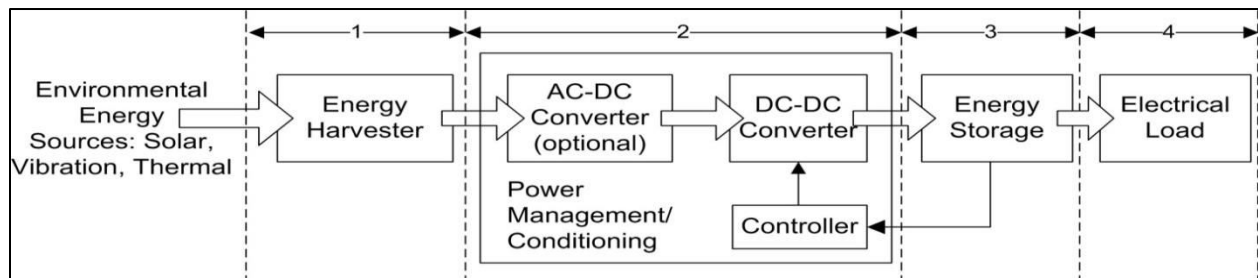 1
2
3
4
Environmental
Energy
Sources: Solar,
Vibration, Thermal
Energy
Harvester
AC-DC
Converter
(optional)
DC-DC
Converter
Energy
Storage
Electrical
Load
Power
Management/
Conditioning
Controller